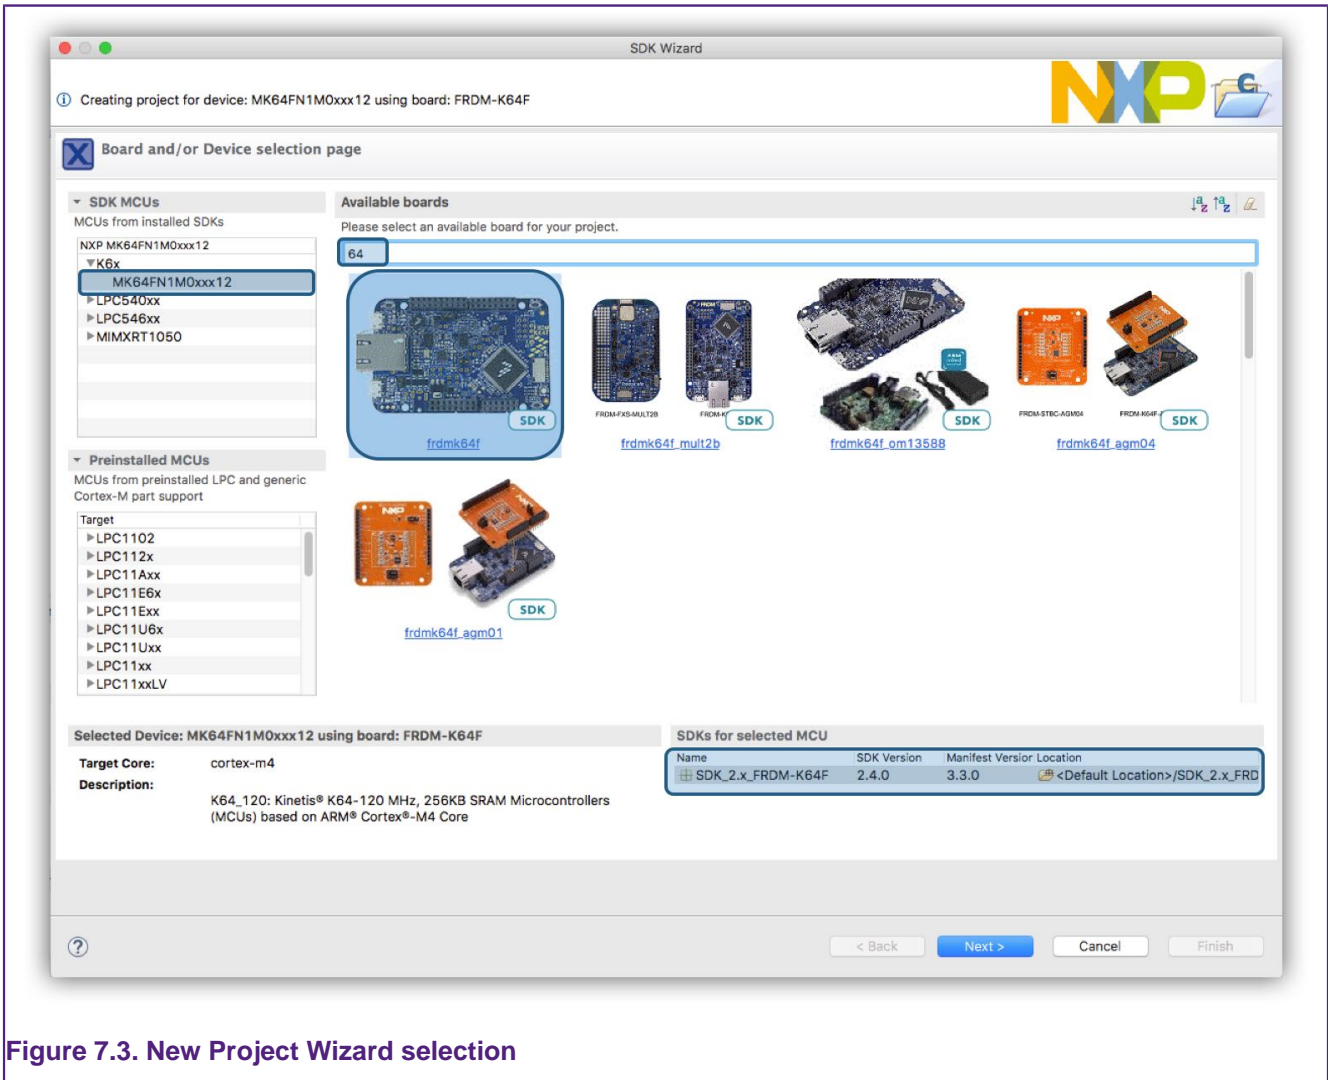 SDK Wizard
Creating project for device: MK64FN1M0xxx12 using board: FRDM-K64F
NXP
C
Board and/or Device selection page
SDK MCUs
MCUs from installed SDKs
NXP MK64FN1M0xxx12
K6x
MK64FN1M0xxx12
LPC540xx
LPC546xx
MIMXRT1050
Preinstalled MCUs
MCUs from preinstalled LPC and generic
Cortex-M part support
Target
LPC1102
LPC112x
LPC11Axx
LPC11E6x
LPC11Exx
LPC11U6x
LPC11Uxx
LPC11xx
LPC11xxLV
Available boards
Please select an available board for your project.
64
SDK
frdmk64f
FRDM-FXS-MULT2B
SDK
frdmk64f_mult2b
SDK
frdmk64f_om13588
NXP
FRDM-STBC-AGM04
SDK
frdmk64f_agm04
NXP
SDK
frdmk64f_agm01
Selected Device: MK64FN1M0xxx12 using board: FRDM-K64F
Target Core: cortex-m4
Description:
K64_120: Kinetis® K64-120 MHz, 256KB SRAM Microcontrollers
(MCUs) based on ARM® Cortex®-M4 Core
SDKs for selected MCU
Name SDK Version Manifest Versior Location
SDK_2.x_FRDM-K64F 2.4.0 3.3.0 <Default Location>/SDK_2.x_FRD
? < Back Next > Cancel Finish
Figure 7.3. New Project Wizard selection